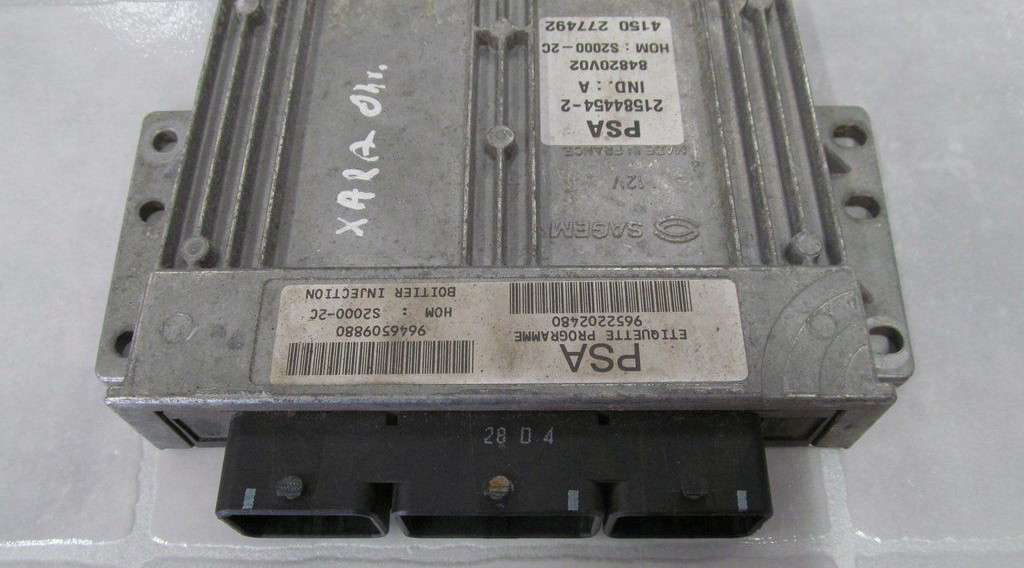 PSA
ETIQUETTE PROGRAMME
9652202480
9646509880
HOM : S2000-2C
BOITIER INJECTION
SAGEM
12V
MADE IN FRANCE
PSA
21584454-2
IND. : A
84820V02
HOM : S2000-2C
4150 277492
XARA
28 D 4